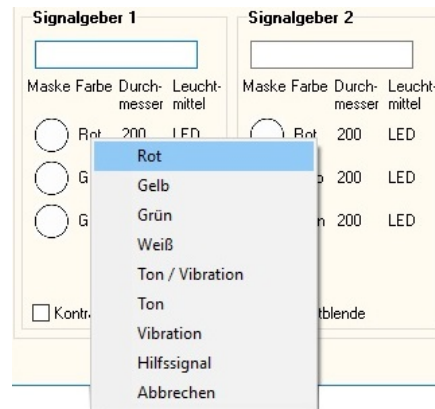 Signalgeber 1
Signalgeber 2
Maske Farbe Durch- Leucht-
messer mittel
Maske Farbe Durch- Leucht-
messer mittel
Rot 200 LED
Rot 200 LED
200 LED
200 LED
Rot
Gelb
Grün
Weiß
Ton / Vibration
Ton
Vibration
Hilfssignal
Abbrechen